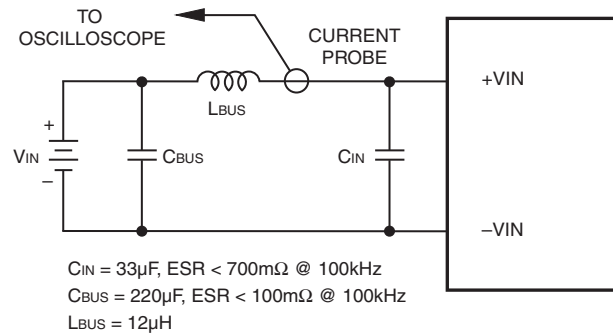 TO
OSCILLOSCOPE
CURRENT
PROBE
+VIN
LBUS
+
VIN
–
CBUS
CIN
–VIN
CIN = 33µF, ESR < 700mΩ @ 100kHz
CBUS = 220µF, ESR < 100mΩ @ 100kHz
LBUS = 12µH